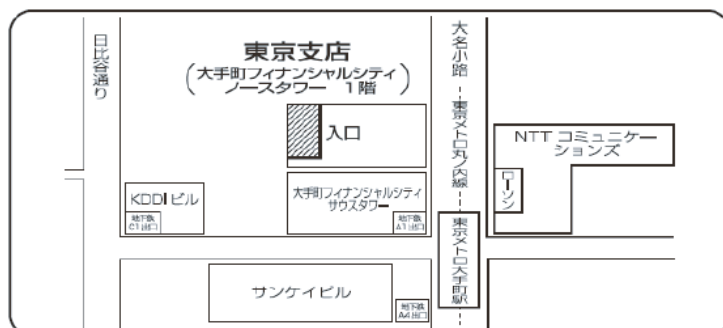 日比谷通り
東京支店
(大手町フィナンシャルシティ
ノースタワー 1階)
入口
大名小路
東京メトロ丸ノ内線
NTT コミュニケー
ションズ
ローソン
KDDI ビル
地下鉄
C1出口
大手町フィナンシャルシティ
サウスタワー
地下鉄
A1出口
東京メトロ大手町駅
サンケイビル
地下鉄
A4出口